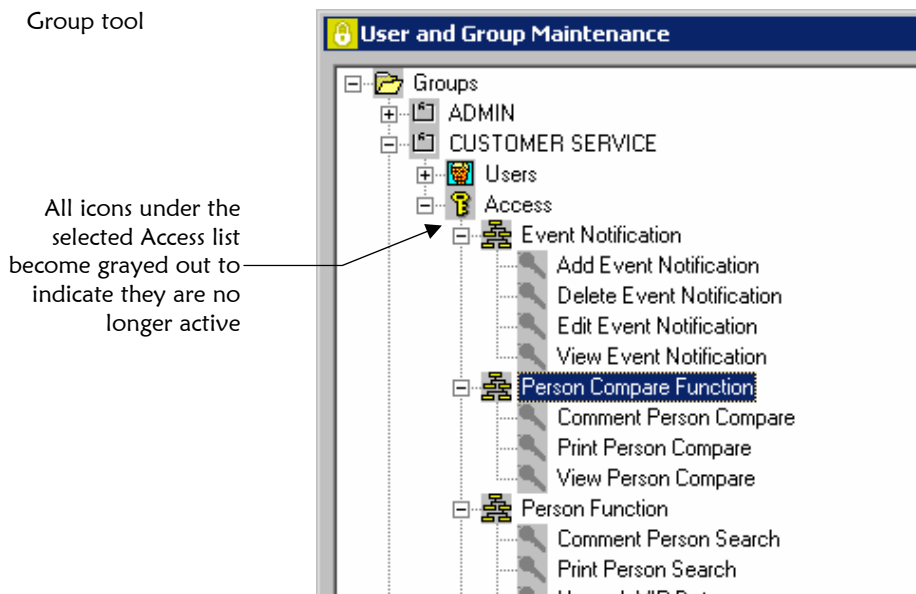 Group tool
User and Group Maintenance
Groups
ADMIN
CUSTOMER SERVICE
Users
Access
All icons under the
selected Access list
become grayed out to
indicate they are no
longer active
Event Notification
Add Event Notification
Delete Event Notification
Edit Event Notification
View Event Notification
Person Compare Function
Comment Person Compare
Print Person Compare
View Person Compare
Person Function
Comment Person Search
Print Person Search